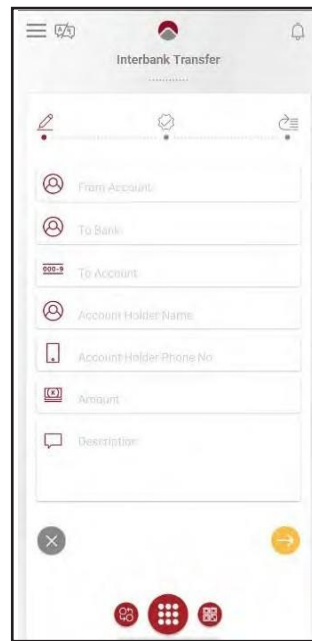 Interbank Transfer
From Account
To Bank
000-9
To Account
Account Holder Name
Account Holder Phone No
Amount
Description